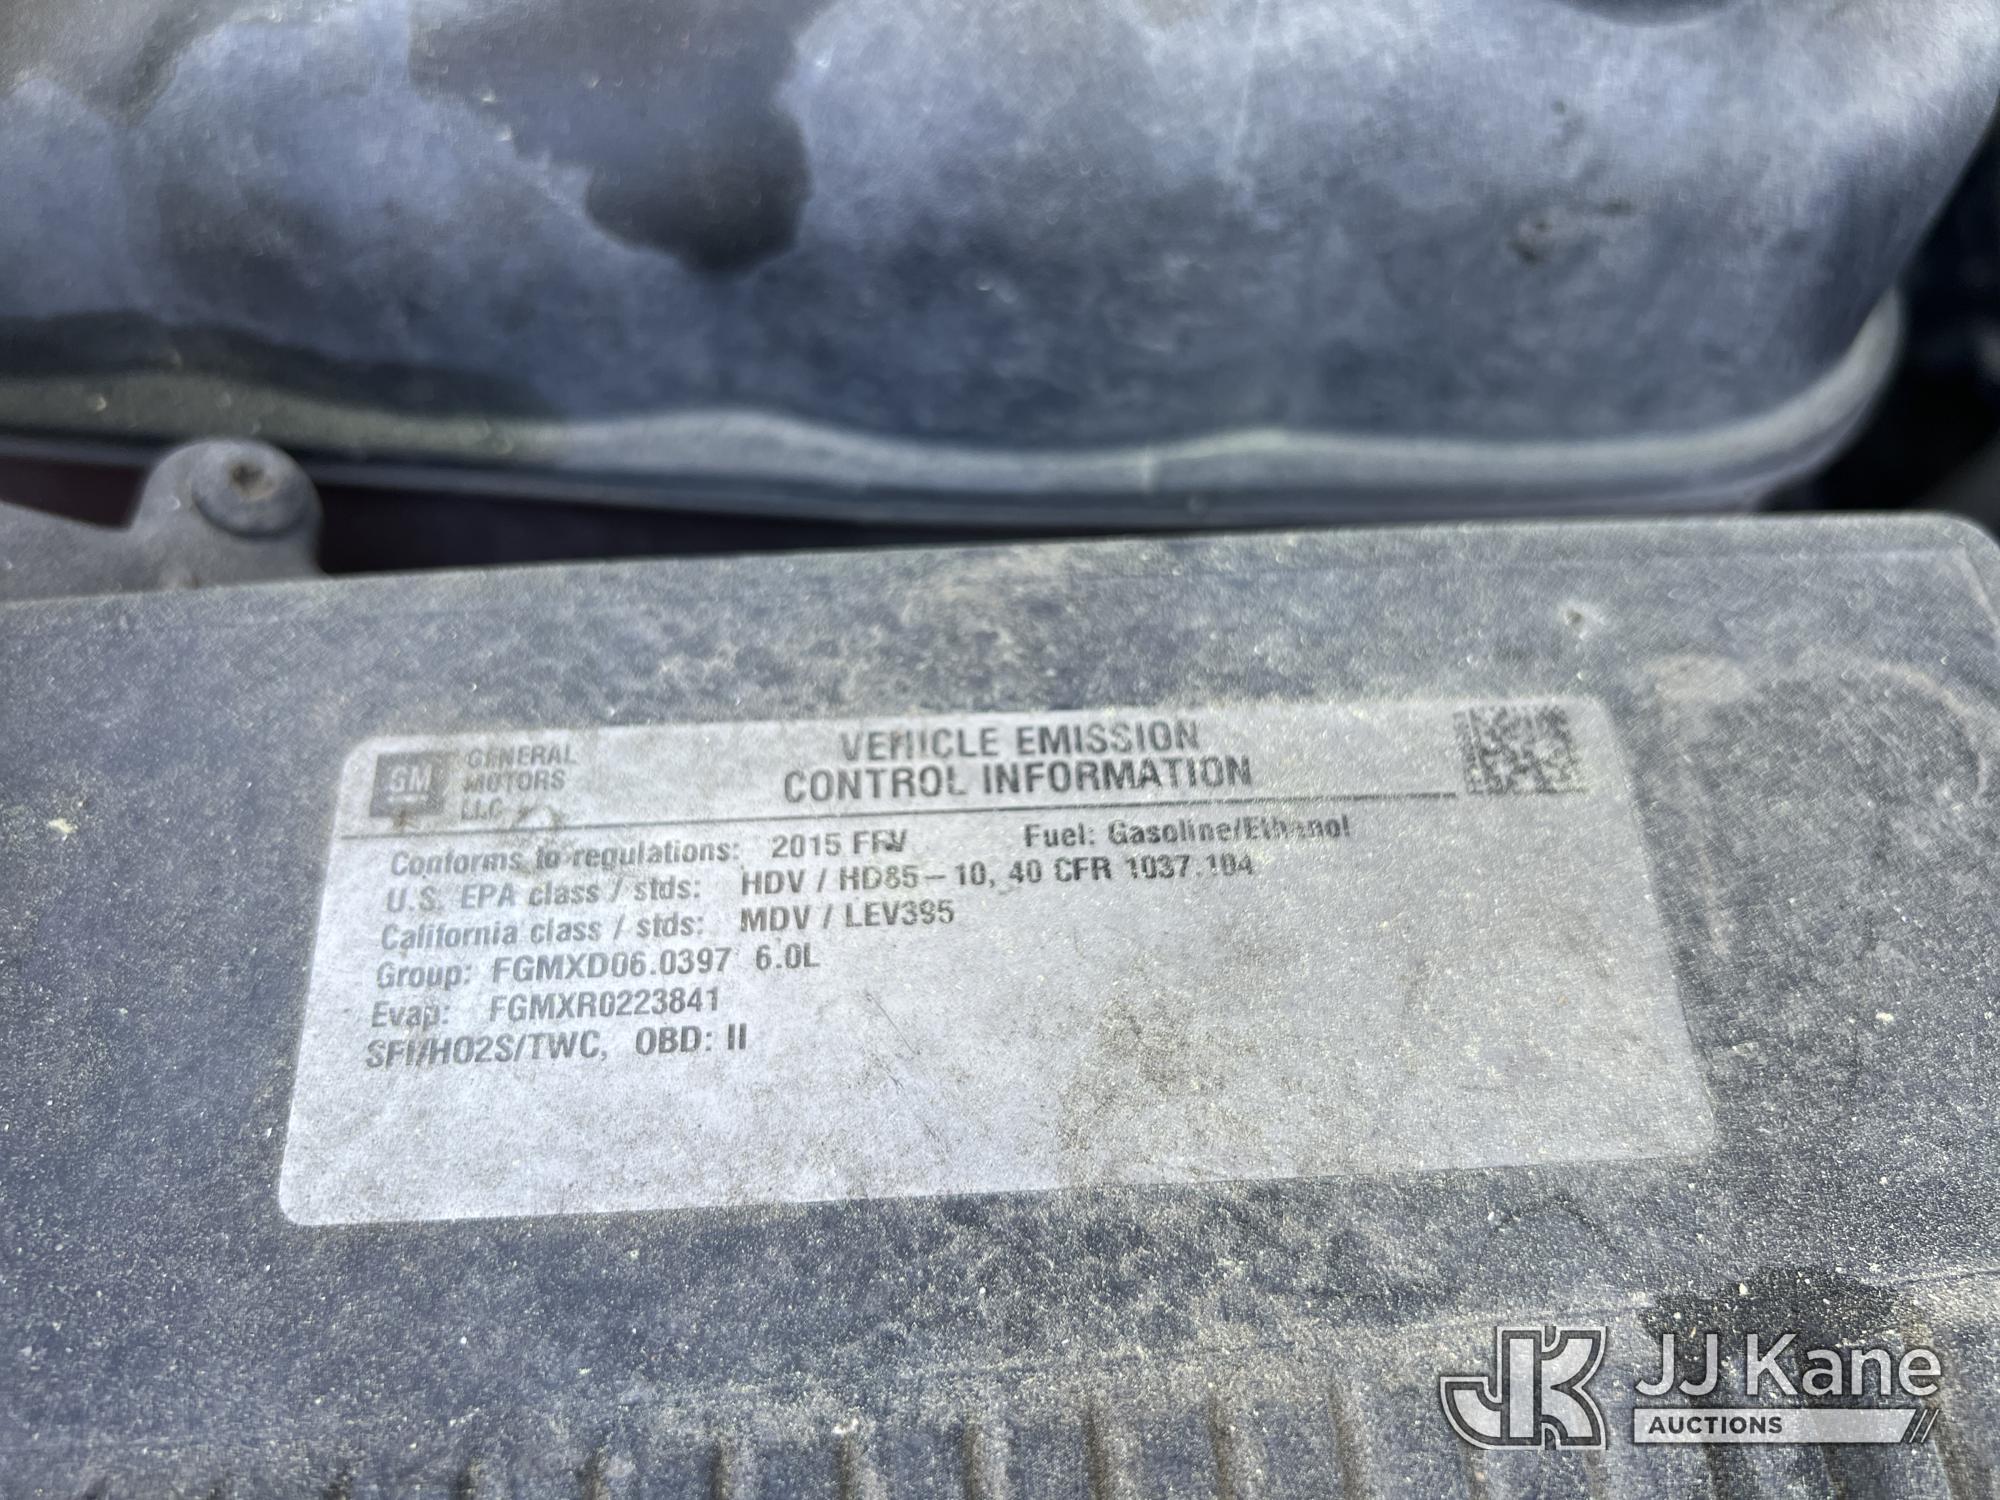 GM
GENERAL
MOTORS
LLC
VEHICLE EMISSION
CONTROL INFORMATION
Conforms to regulations: 2015 FFV Fuel: Gasoline/Ethanol
U.S. EPA class / stds: HDV / HD85-10, 40 CFR 1037.104
California class / stds: MDV / LEV395
Group: FGMXD06.0397 6.0L
Evap: FGMXR0223841
SFI/HO2S/TWC, OBD: II
JK JJ Kane
AUCTIONS